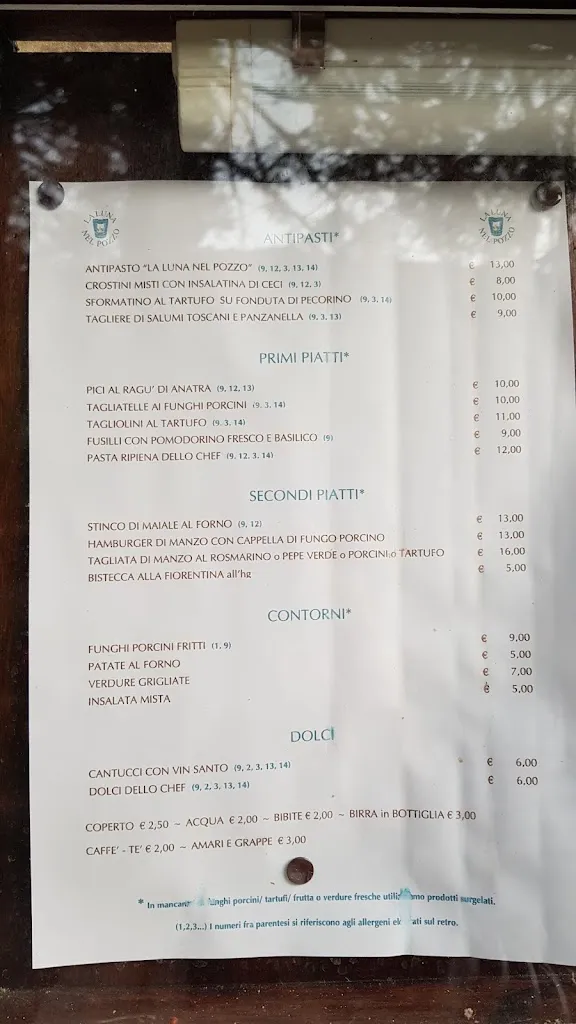 LA LUNA NEL POZZO
LA LUNA NEL POZZO
ANTIPASTI*
ANTIPASTO "LA LUNA NEL POZZO" (9, 12, 3, 13, 14) € 13,00
CROSTINI MISTI CON INSALATINA DI CECI (9, 12, 3) € 8,00
SFORMATINO AL TARTUFO SU FONDUTA DI PECORINO (9, 3, 14) € 10,00
TAGLIERE DI SALUMI TOSCANI E PANZANELLA (9, 3, 13) € 9,00
PRIMI PIATTI*
PICI AL RAGU' DI ANATRA (9, 12, 13) € 10,00
TAGLIATELLE AI FUNGHI PORCINI (9, 3, 14) € 10,00
TAGLIOLINI AL TARTUFO (9, 3, 14) € 11,00
FUSILLI CON POMODORINO FRESCO E BASILICO (9) € 9,00
PASTA RIPIENA DELLO CHEF (9, 12, 3, 14) € 12,00
SECONDI PIATTI*
STINCO DI MAIALE AL FORNO (9, 12) € 13,00
HAMBURGER DI MANZO CON CAPPELLA DI FUNGO PORCINO € 13,00
TAGLIATA DI MANZO AL ROSMARINO o PEPE VERDE o PORCINI o TARTUFO € 16,00
BISTECCA ALLA FIORENTINA all'hg € 5,00
CONTORNI*
FUNGHI PORCINI FRITTI (1, 9) € 9,00
PATATE AL FORNO € 5,00
VERDURE GRIGLIATE € 7,00
INSALATA MISTA € 5,00
DOLCI
CANTUCCI CON VIN SANTO (9, 2, 3, 13, 14) € 6,00
DOLCI DELLO CHEF (9, 2, 3, 13, 14) € 6,00
COPERTO € 2,50 ~ ACQUA € 2,00 ~ BIBITE € 2,00 ~ BIRRA in BOTTIGLIA € 3,00
CAFFE' - TE' € 2,00 ~ AMARI E GRAPPE € 3,00
* In funghi porcini/ tartufi/ frutta o verdure fresche prodotti surgelati.
(1,2,3...) I numeri fra parentesi si riferiscono agli allergeni sul retro.